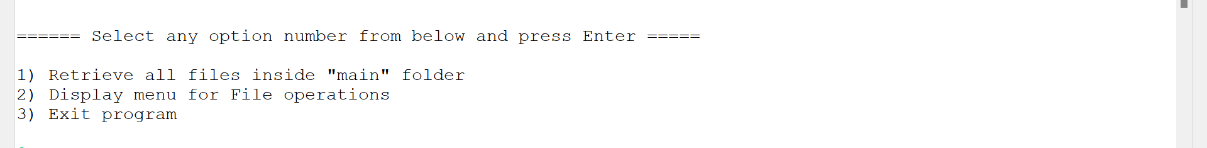 ====== Select any option number from below and press Enter =====
1) Retrieve all files inside "main" folder
2) Display menu for File operations
3) Exit program